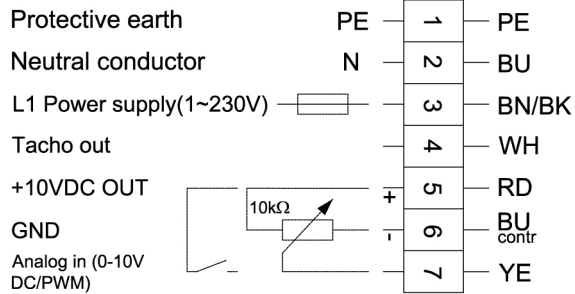 Protective earth PE 1 PE
Neutral conductor N 2 BU
L1 Power supply(1~230V) 3 BN/BK
Tacho out 4 WH
+10VDC OUT + 5 RD
10kΩ
GND - 6 BU
contr
Analog in (0-10V
DC/PWM) 7 YE